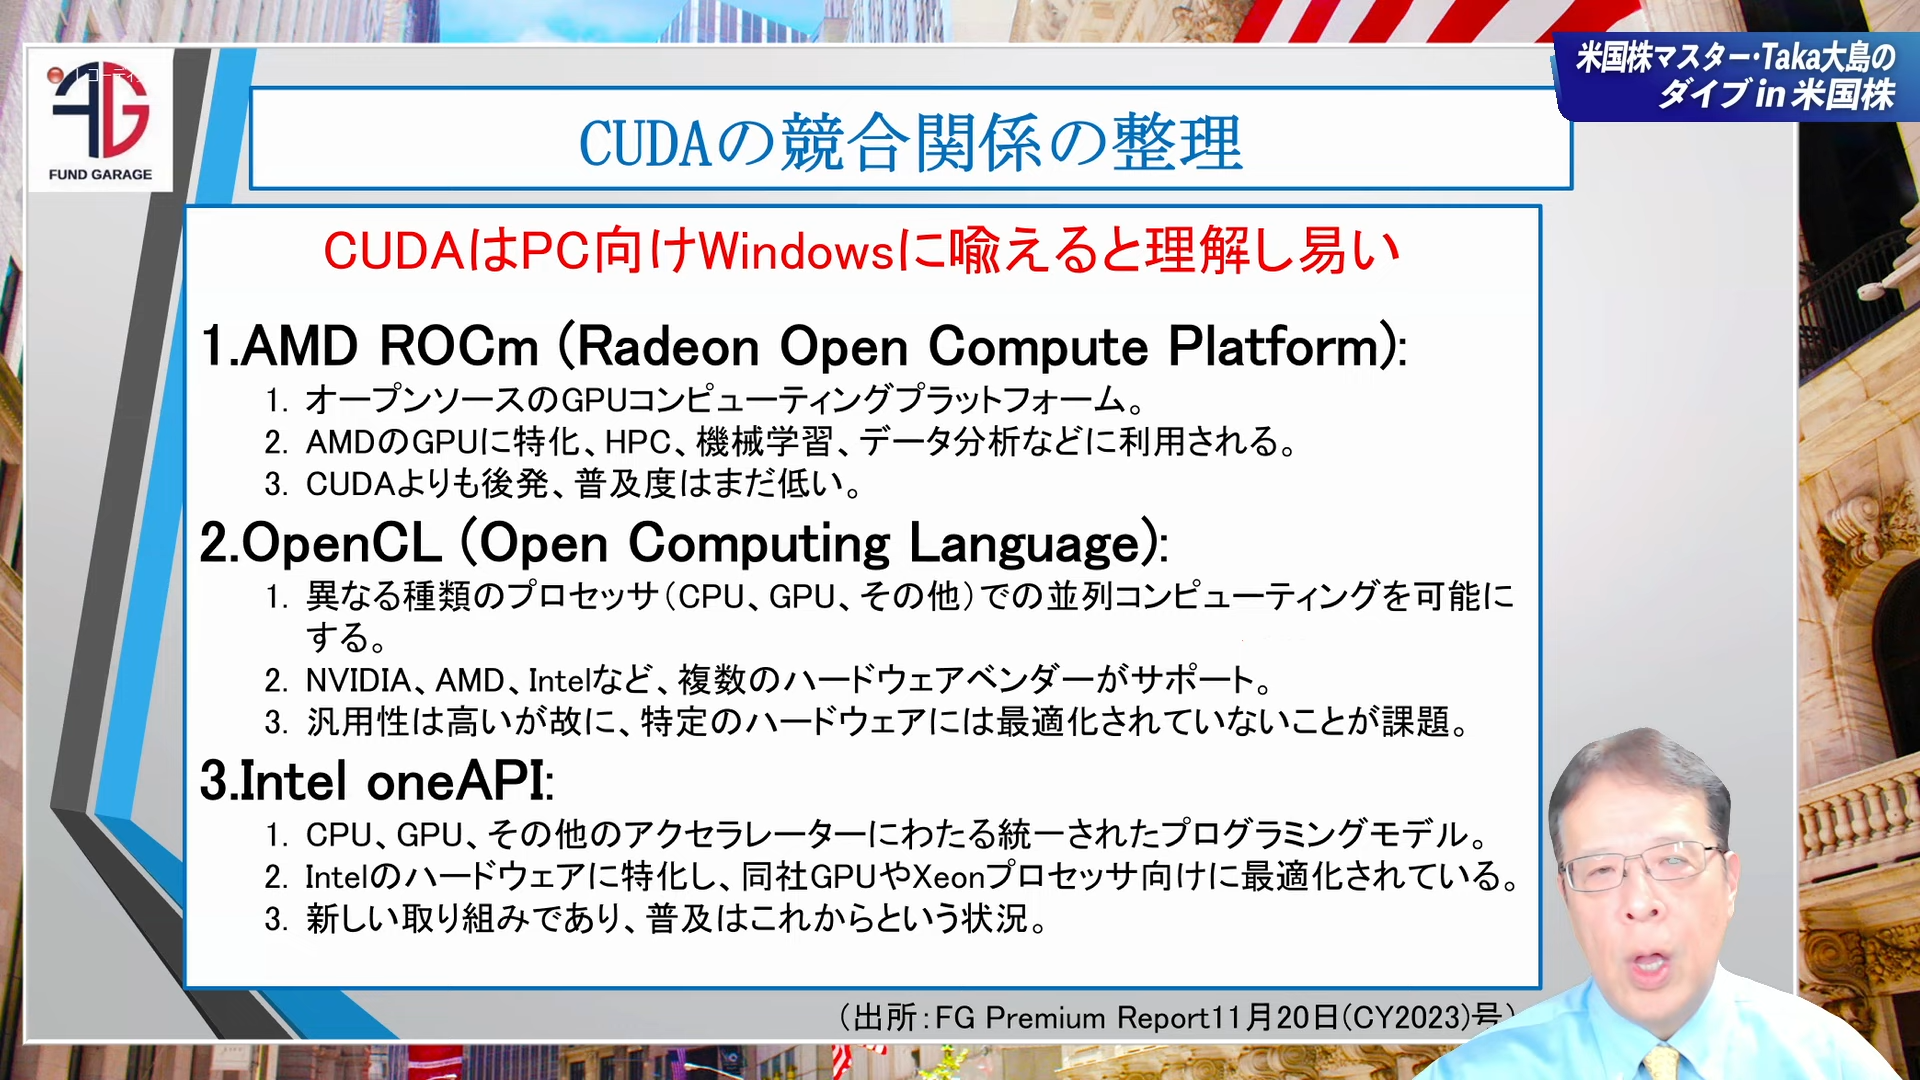 米国株マスター・Taka大島の
ダイブ in 米国株
FUND GARAGE
CUDAの競合関係の整理
CUDAはPC向けWindowsに喩えると理解し易い
1.AMD ROCm (Radeon Open Compute Platform):
1. オープンソースのGPUコンピューティングプラットフォーム。
2. AMDのGPUに特化、HPC、機械学習、データ分析などに利用される。
3. CUDAよりも後発、普及度はまだ低い。
2.OpenCL (Open Computing Language):
1. 異なる種類のプロセッサ（CPU、GPU、その他）での並列コンピューティングを可能に
する。
2. NVIDIA、AMD、Intelなど、複数のハードウェアベンダーがサポート。
3. 汎用性は高いが故に、特定のハードウェアには最適化されていないことが課題。
3.Intel oneAPI:
1. CPU、GPU、その他のアクセラレーターにわたる統一されたプログラミングモデル。
2. Intelのハードウェアに特化し、同社GPUやXeonプロセッサ向けに最適化されている。
3. 新しい取り組みであり、普及はこれからという状況。
（出所：FG Premium Report11月20日(CY2023)号）